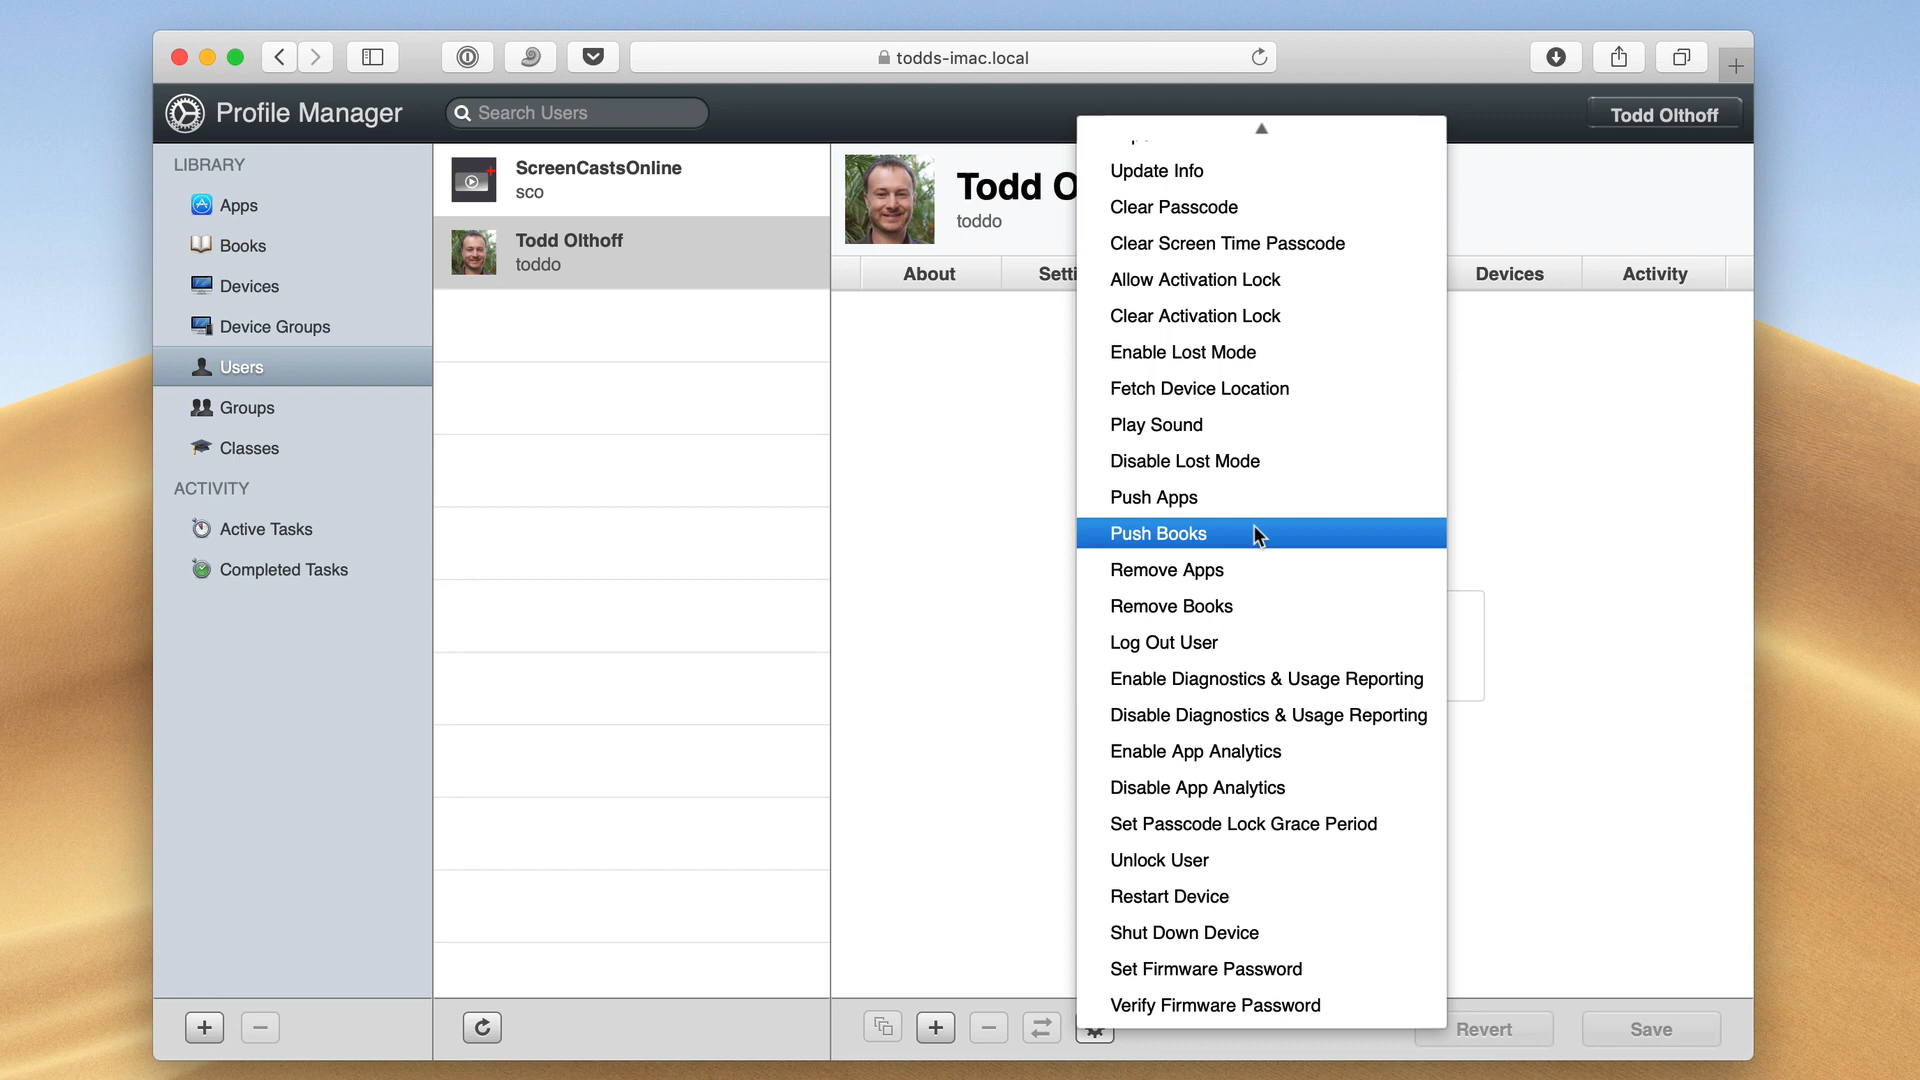 todds-imac.local
Profile Manager
Search Users
Todd Olthoff
LIBRARY
Apps
Books
Devices
Device Groups
Users
Groups
Classes
ACTIVITY
Active Tasks
Completed Tasks
ScreenCastsOnline
sco
Todd Olthoff
toddo
Todd O
toddo
About
Setti
Devices
Activity
Update Info
Clear Passcode
Clear Screen Time Passcode
Allow Activation Lock
Clear Activation Lock
Enable Lost Mode
Fetch Device Location
Play Sound
Disable Lost Mode
Push Apps
Push Books
Remove Apps
Remove Books
Log Out User
Enable Diagnostics & Usage Reporting
Disable Diagnostics & Usage Reporting
Enable App Analytics
Disable App Analytics
Set Passcode Lock Grace Period
Unlock User
Restart Device
Shut Down Device
Set Firmware Password
Verify Firmware Password
Revert
Save